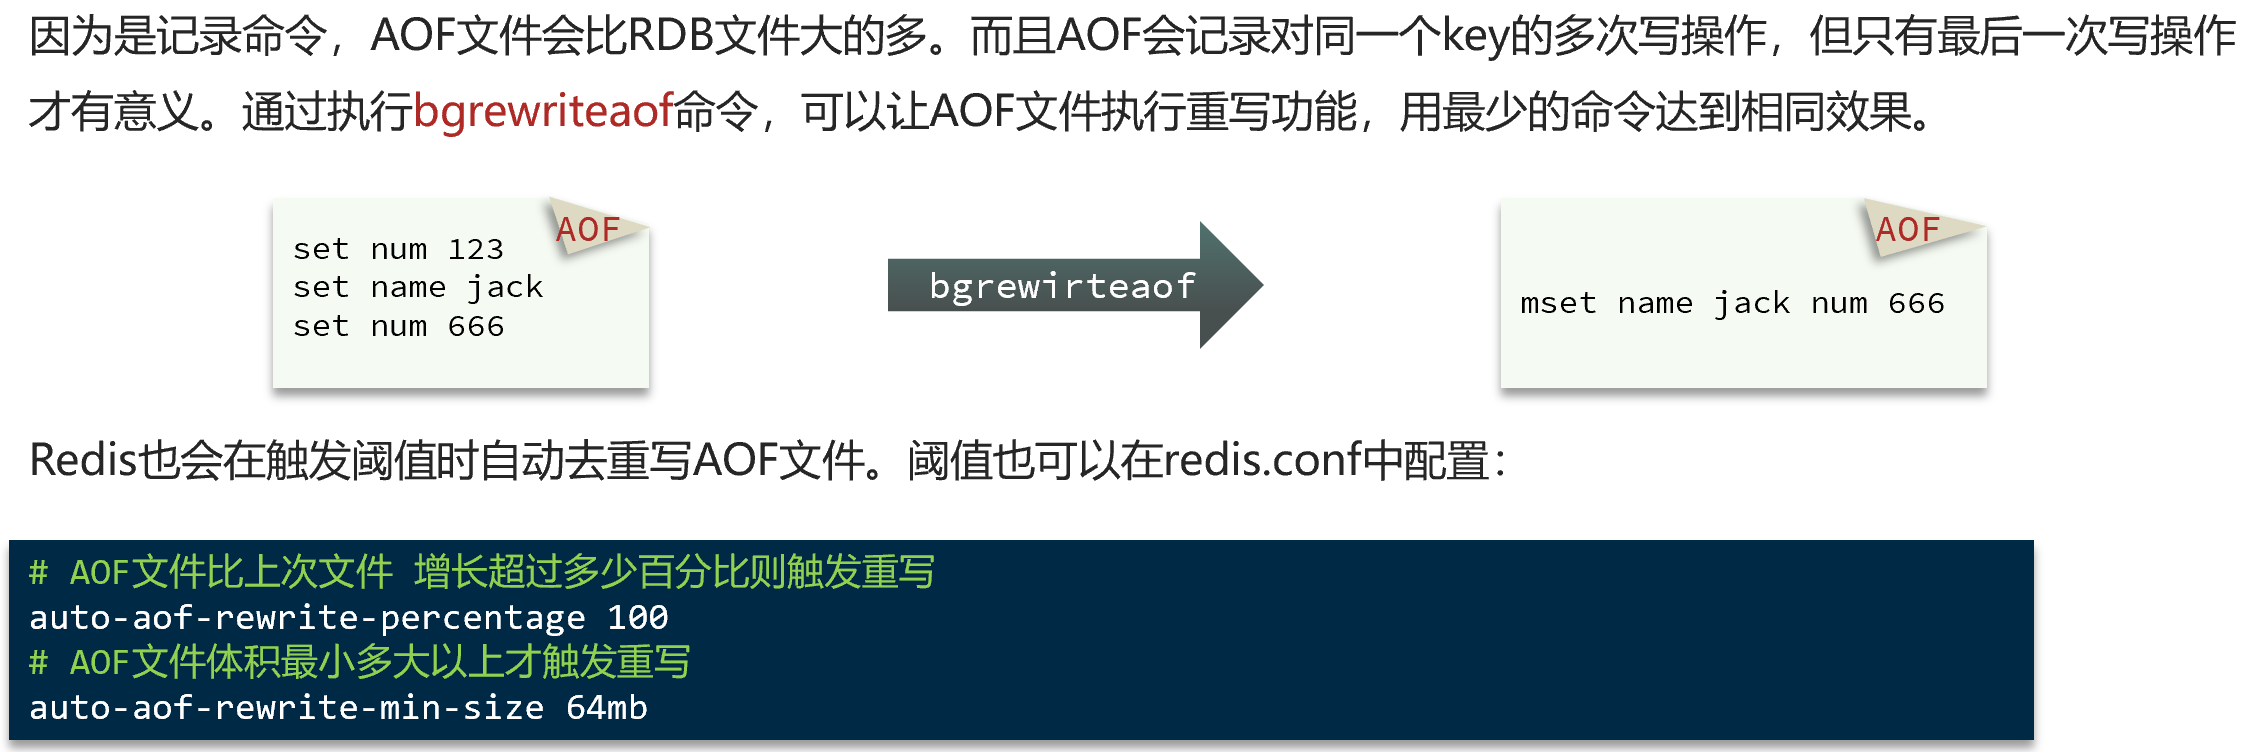 因为是记录命令，AOF文件会比RDB文件大的多。而且AOF会记录对同一个key的多次写操作，但只有最后一次写操作
才有意义。通过执行bgrewriteaof命令，可以让AOF文件执行重写功能，用最少的命令达到相同效果。
AOF
set num 123
set name jack
set num 666
bgrewirteaof
AOF
mset name jack num 666
Redis也会在触发阈值时自动去重写AOF文件。阈值也可以在redis.conf中配置：
# AOF文件比上次文件 增长超过多少百分比则触发重写
auto-aof-rewrite-percentage 100
# AOF文件体积最小多大以上才触发重写
auto-aof-rewrite-min-size 64mb